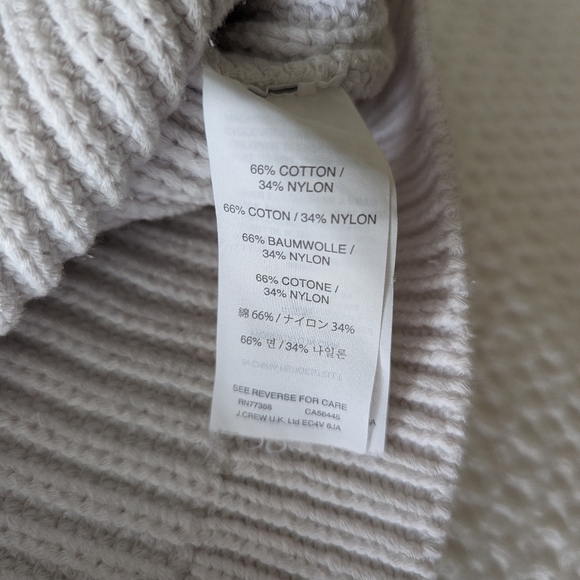 66% COTTON /
34% NYLON
66% COTON / 34% NYLON
66% BAUMWOLLE /
34% NYLON
66% COTONE /
34% NYLON
綿 66% / ナイロン 34%
66% 면 / 34% 나일론
SEE REVERSE FOR CARE
RN77388 CA56445
J.CREW U.K. Ltd EC4V 6JA